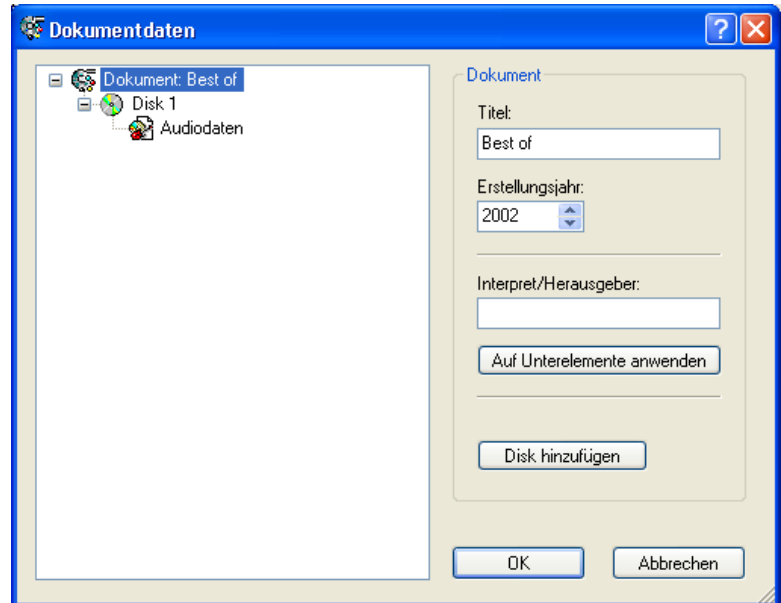 Dokumentdaten
Dokument: Best of
Disk 1
Audiodaten
Dokument
Titel:
Best of
Erstellungsjahr:
2002
Interpret/Herausgeber:
Auf Unterelemente anwenden
Disk hinzufügen
OK
Abbrechen